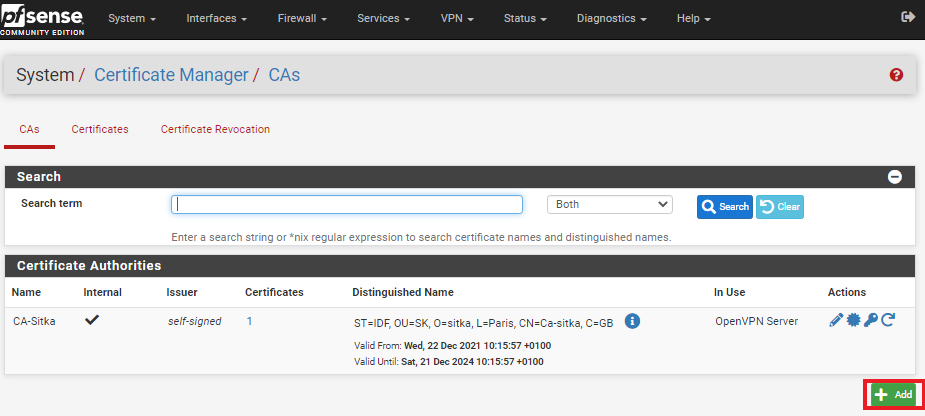 pfsense
COMMUNITY EDITION
System Interfaces Firewall Services VPN Status Diagnostics Help
System / Certificate Manager / CAs
CAs Certificates Certificate Revocation
Search
Search term Both Search Clear
Enter a search string or *nix regular expression to search certificate names and distinguished names.
Certificate Authorities
Name Internal Issuer Certificates Distinguished Name In Use Actions
CA-Sitka self-signed 1 ST=IDF, OU=SK, O=sitka, L=Paris, CN=Ca-sitka, C=GB OpenVPN Server
Valid From: Wed, 22 Dec 2021 10:15:57 +0100
Valid Until: Sat, 21 Dec 2024 10:15:57 +0100
Add